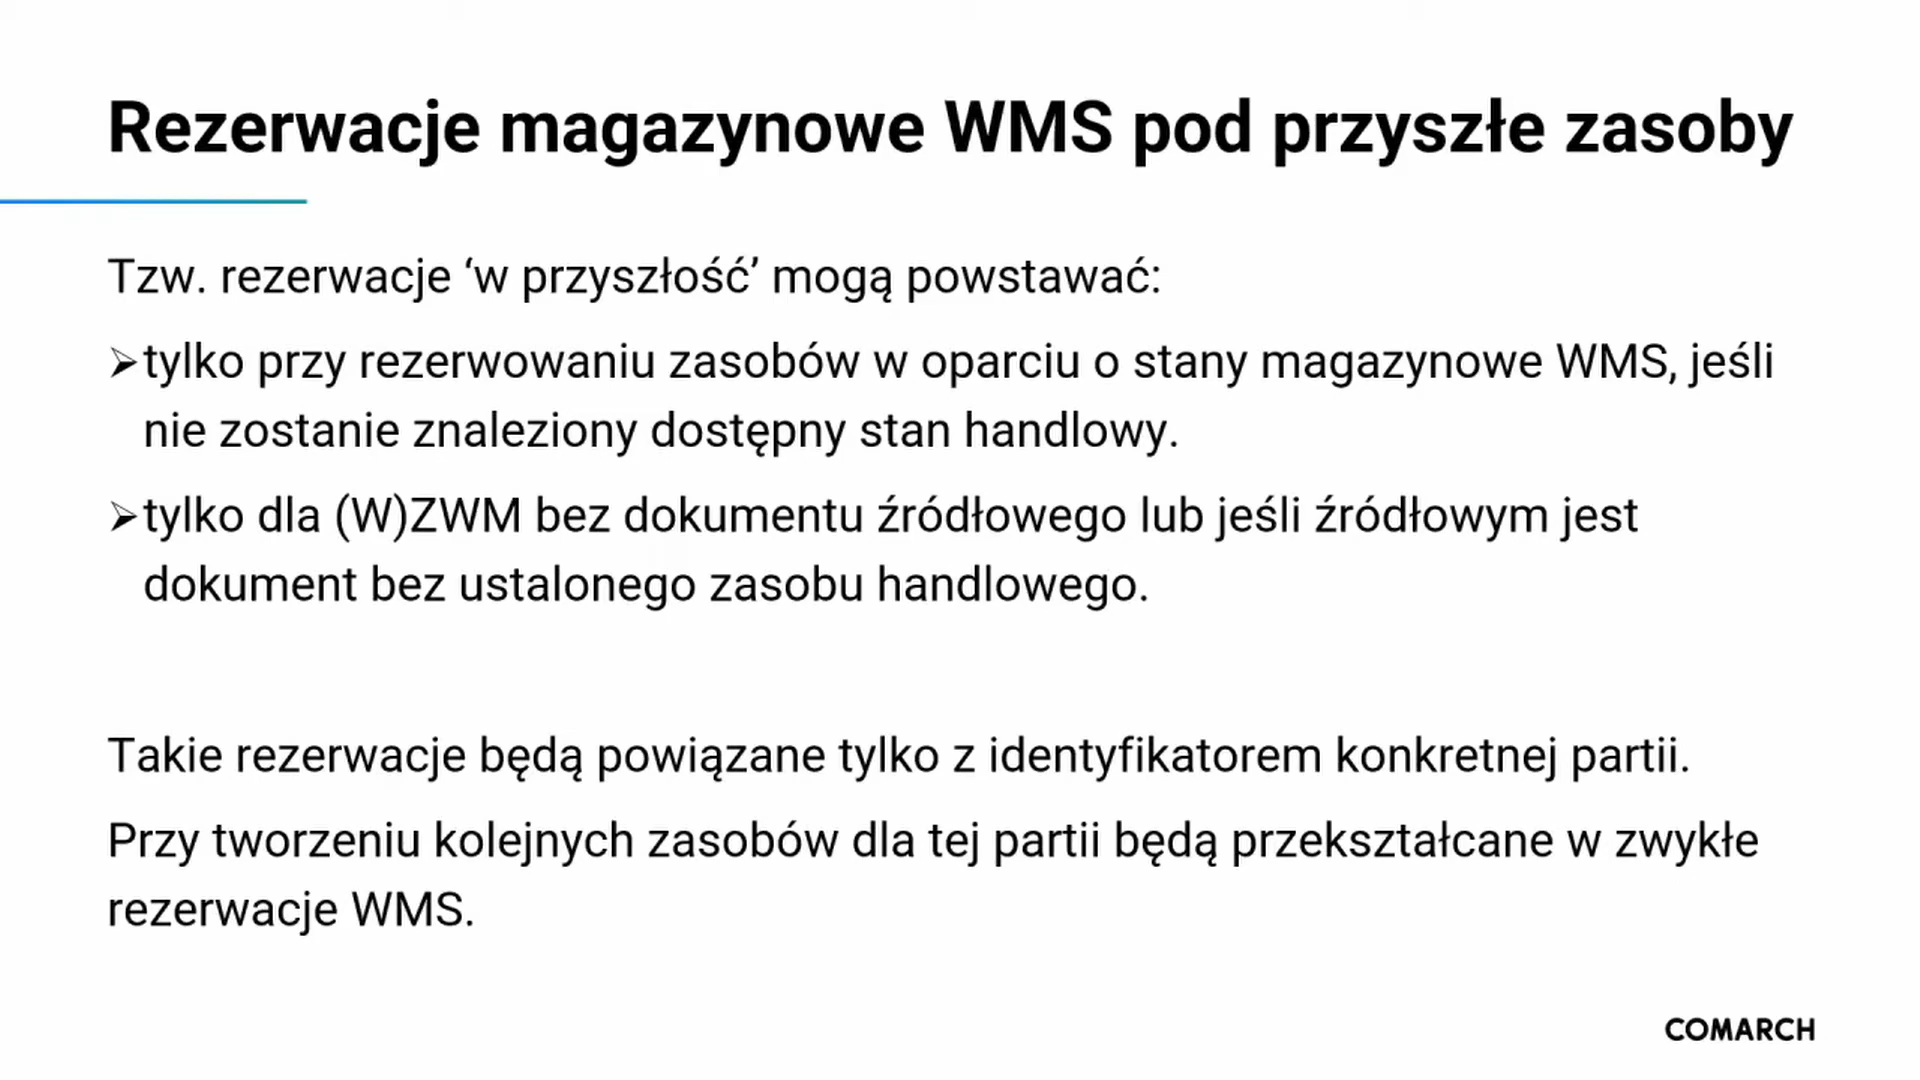 Rezerwacje magazynowe WMS pod przyszłe zasoby
Tzw. rezerwacje ‘w przyszłość’ mogą powstawać:
➢tylko przy rezerwowaniu zasobów w oparciu o stany magazynowe WMS, jeśli
nie zostanie znaleziony dostępny stan handlowy.
➢tylko dla (W)ZWM bez dokumentu źródłowego lub jeśli źródłowym jest
dokument bez ustalonego zasobu handlowego.
Takie rezerwacje będą powiązane tylko z identyfikatorem konkretnej partii.
Przy tworzeniu kolejnych zasobów dla tej partii będą przekształcane w zwykłe
rezerwacje WMS.
COMARCH